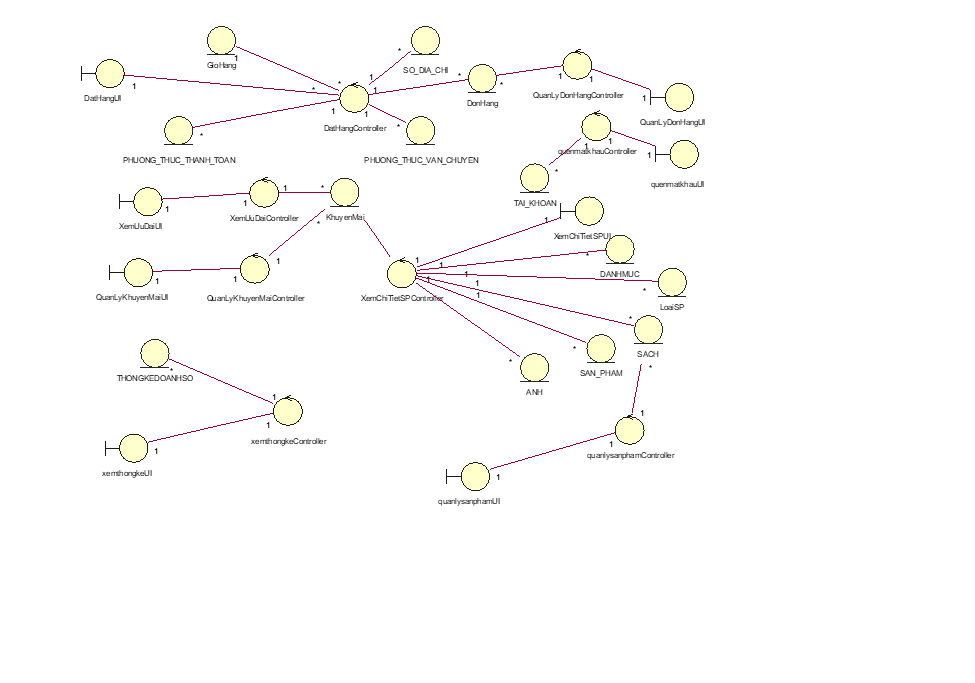 GioHang
SO_DIA_CHI
DatHangUI
DonHang
QuanLyDonHangController
QuanLyDonHangUI
DatHangController
PHUONG_THUC_THANH_TOAN
PHUONG_THUC_VAN_CHUYEN
quenmatkhauController
quenmatkhauUI
TAI_KHOAN
XemUuDaiUI
XemUuDaiController
KhuyenMai
XemChiTietSPUI
DANHMUC
QuanLyKhuyenMaiUI
QuanLyKhuyenMaiController
XemChiTietSPController
LoaiSP
SACH
SAN_PHAM
ANH
THONGKEDOANHSO
xemthongkeController
xemthongkeUI
quanlysanphamController
quanlysanphamUI